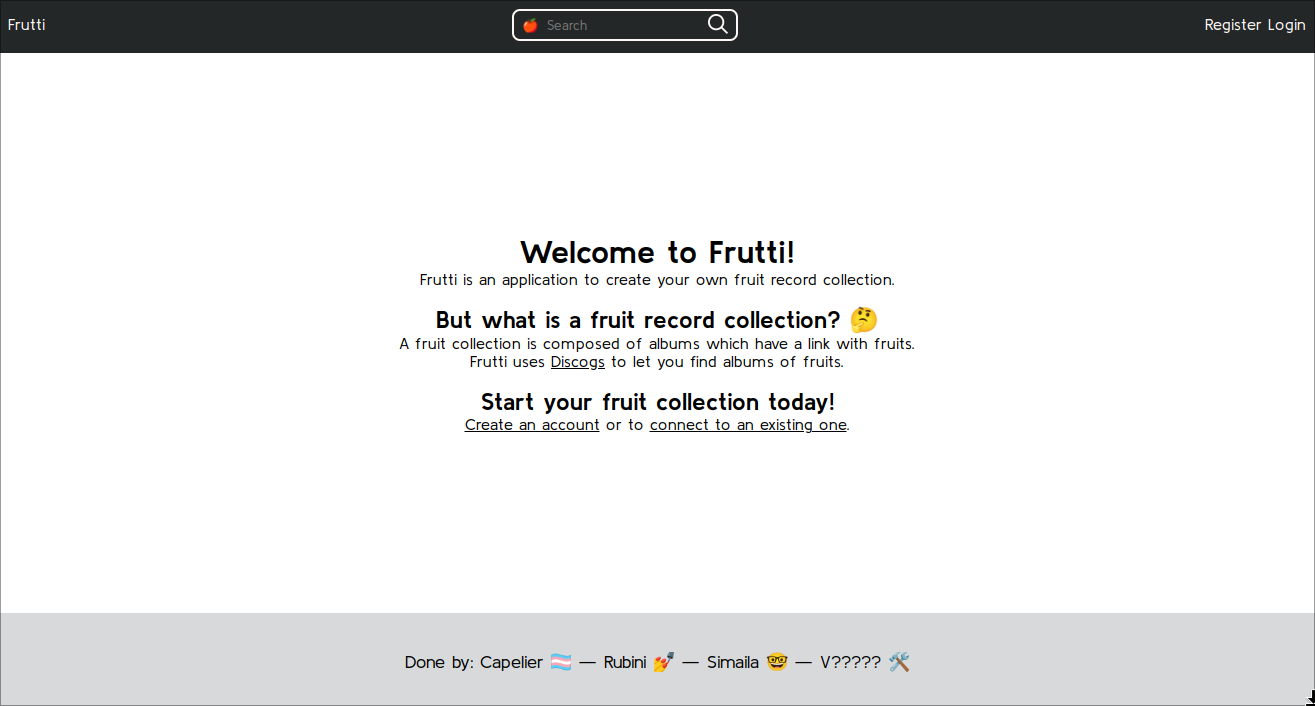 Frutti
🍎 Search
Register Login
Welcome to Frutti!
Frutti is an application to create your own fruit record collection.
But what is a fruit record collection? 🤔
A fruit collection is composed of albums which have a link with fruits.
Frutti uses Discogs to let you find albums of fruits.
Start your fruit collection today!
Create an account or to connect to an existing one.
Done by: Capelier 🏳️‍⚧️ — Rubini 💅 — Simaila 🤓 — V????? 🛠️